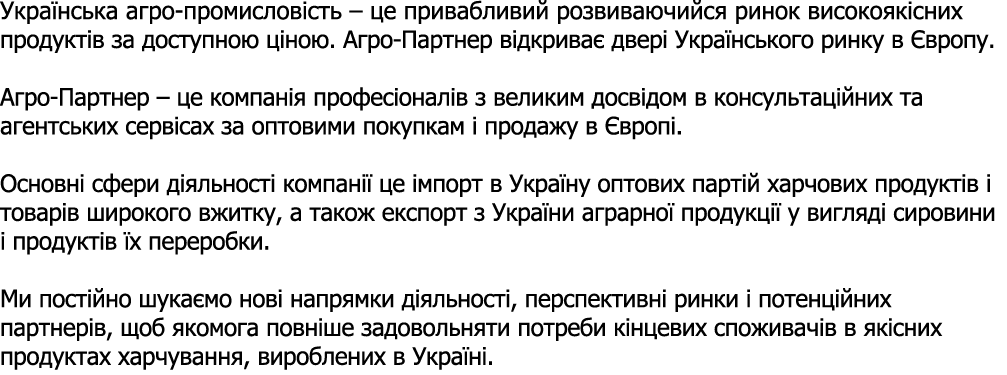 Українська агро-промисловість – це привабливий розвиваючийся ринок високоякісних
продуктів за доступною ціною. Агро-Партнер відкриває двері Українського ринку в Європу.
Агро-Партнер – це компанія професіоналів з великим досвідом в консультаційних та
агентських сервісах за оптовими покупкам і продажу в Європі.
Основні сфери діяльності компанії це імпорт в Україну оптових партій харчових продуктів і
товарів широкого вжитку, а також експорт з України аграрної продукції у вигляді сировини
і продуктів їх переробки.
Ми постійно шукаємо нові напрямки діяльності, перспективні ринки і потенційних
партнерів, щоб якомога повніше задовольняти потреби кінцевих споживачів в якісних
продуктах харчування, вироблених в Україні.